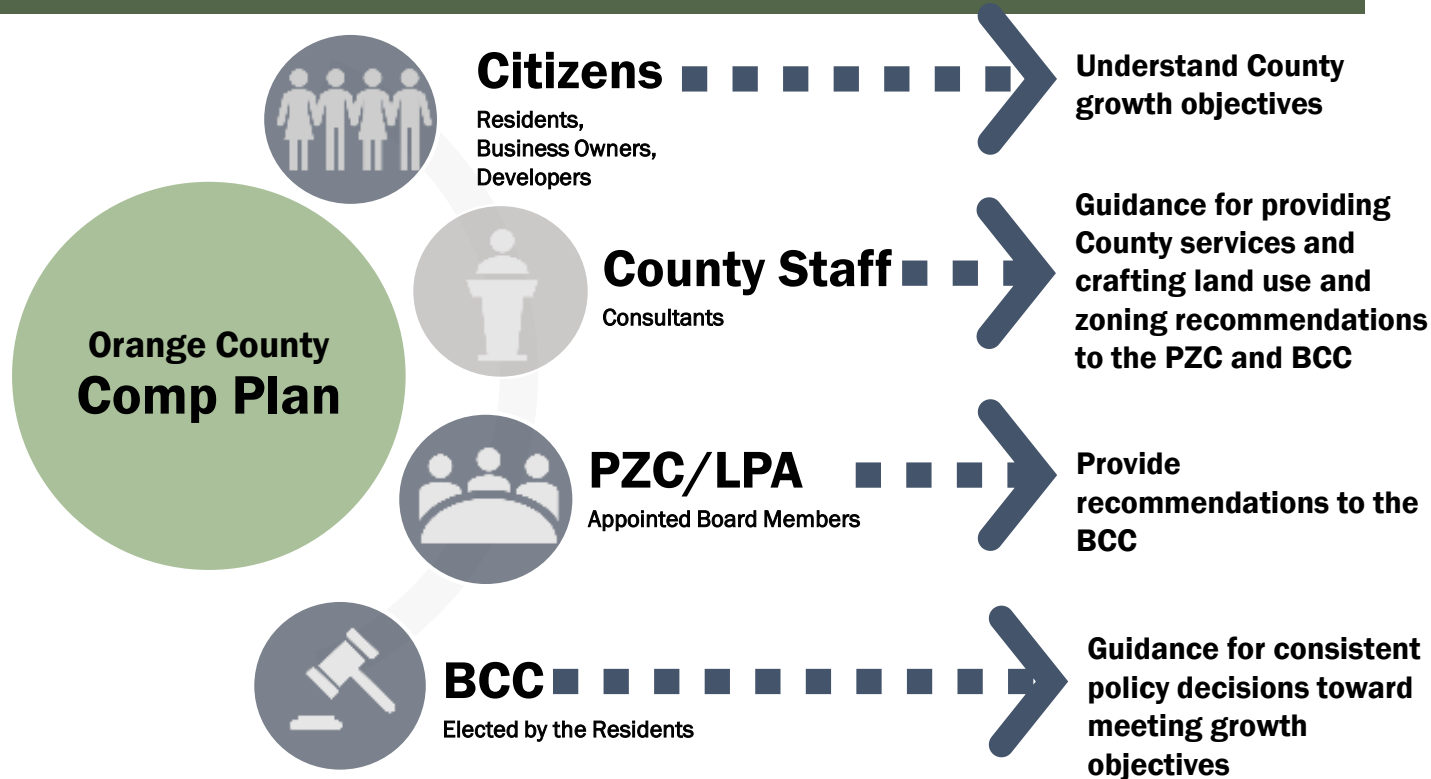 Orange County
Comp Plan
Citizens
Residents,
Business Owners,
Developers
Understand County
growth objectives
County Staff
Consultants
Guidance for providing
County services and
crafting land use and
zoning recommendations
to the PZC and BCC
PZC/LPA
Appointed Board Members
Provide
recommendations to the
BCC
BCC
Elected by the Residents
Guidance for consistent
policy decisions toward
meeting growth
objectives